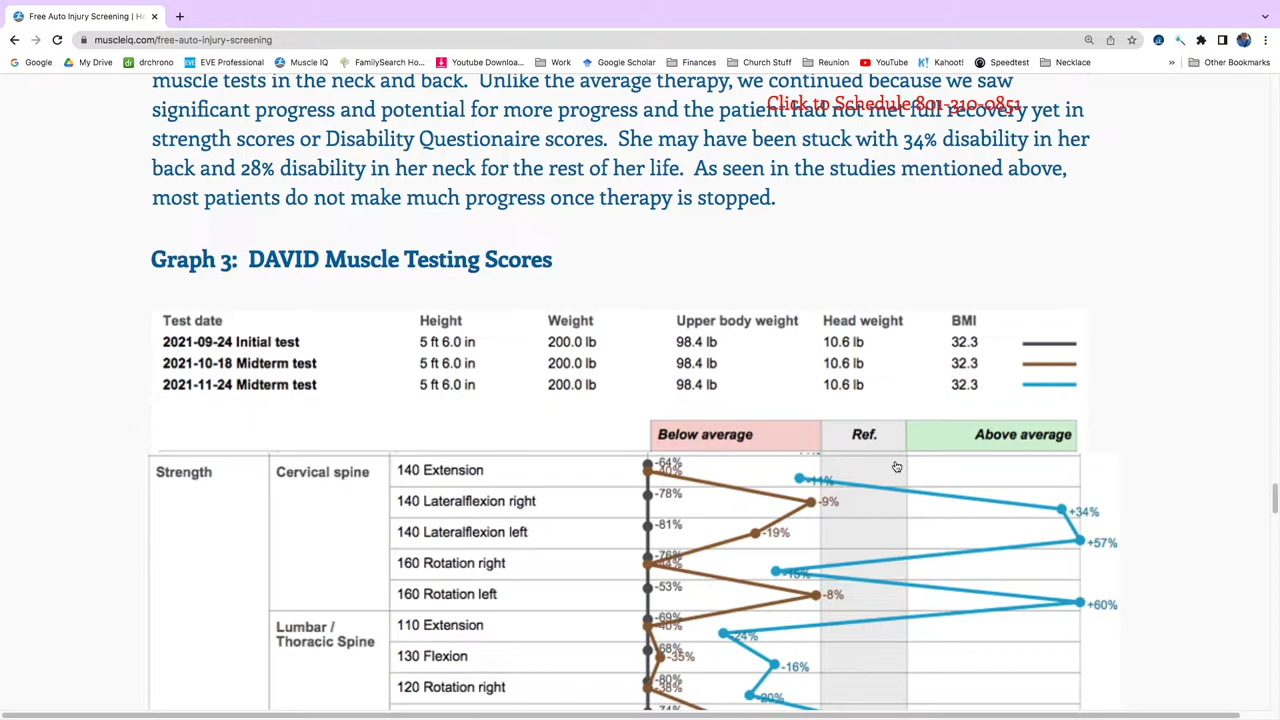 Free Auto Injury Screening | H
muscleiq.com/free-auto-injury-screening
Google My Drive drchrono EVE Professional Muscle IQ FamilySearch Ho... Youtube Downloa... Work Google Scholar Finances Church Stuff Reunion YouTube Kahoot! Speedtest Necklace » Other Bookmarks
muscle tests in the neck and back. Unlike the average therapy, we continued because we saw
Click to Schedule 801-310-0851
significant progress and potential for more progress and the patient had not met full recovery yet in
strength scores or Disability Questionaire scores. She may have been stuck with 34% disability in her
back and 28% disability in her neck for the rest of her life. As seen in the studies mentioned above,
most patients do not make much progress once therapy is stopped.
Graph 3: DAVID Muscle Testing Scores
Test date Height Weight Upper body weight Head weight BMI
2021-09-24 Initial test 5 ft 6.0 in 200.0 lb 98.4 lb 10.6 lb 32.3
2021-10-18 Midterm test 5 ft 6.0 in 200.0 lb 98.4 lb 10.6 lb 32.3
2021-11-24 Midterm test 5 ft 6.0 in 200.0 lb 98.4 lb 10.6 lb 32.3
Below average Ref. Above average
Strength Cervical spine 140 Extension -64% -40% -11%
140 Lateralflexion right -78% -9% +34%
140 Lateralflexion left -81% -19% +57%
160 Rotation right -76% -15%
160 Rotation left -53% -8% +60%
Lumbar / Thoracic Spine 110 Extension -69% -40% -24%
130 Flexion -68% -35% -16%
120 Rotation right -80% -38% -20%
-74%